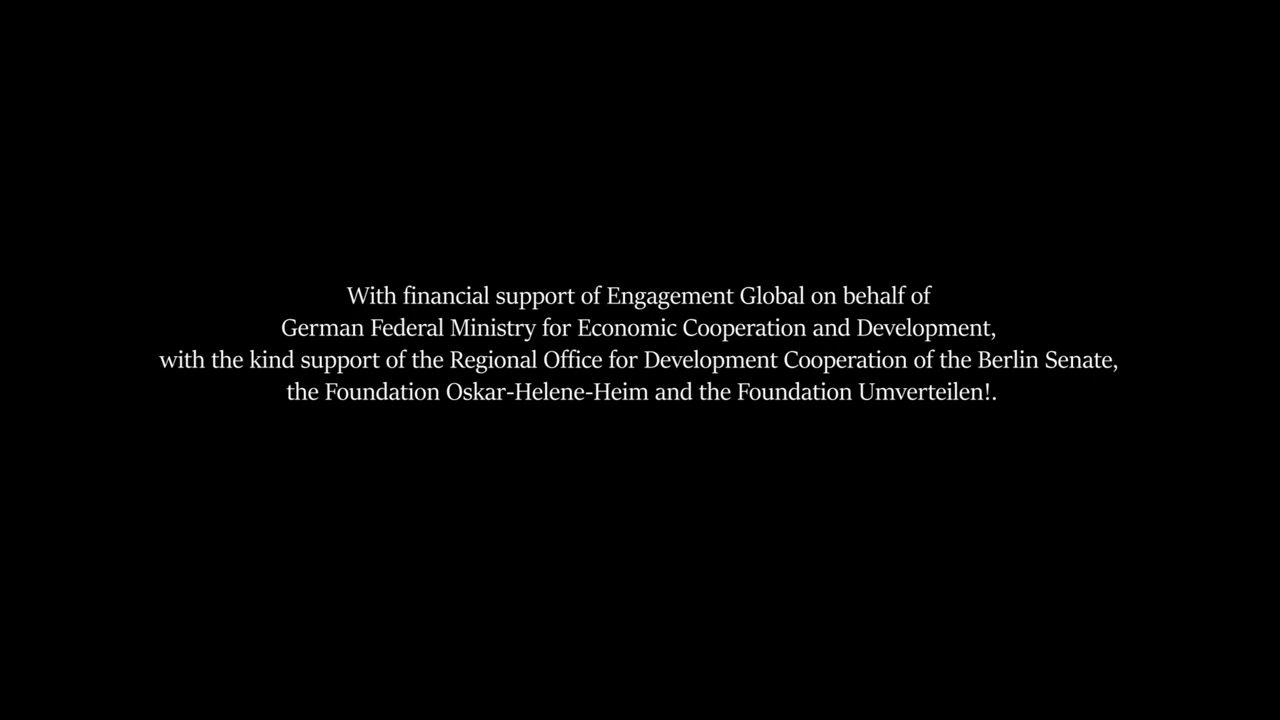 With financial support of Engagement Global on behalf of
German Federal Ministry for Economic Cooperation and Development,
with the kind support of the Regional Office for Development Cooperation of the Berlin Senate,
the Foundation Oskar-Helene-Heim and the Foundation Umverteilen!.